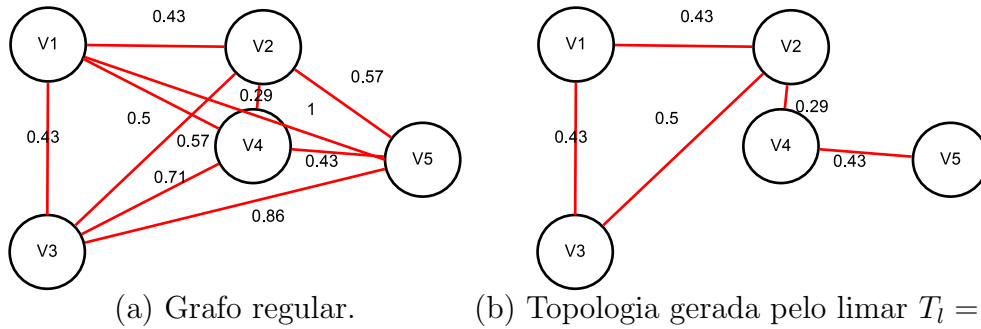 0.43
V1
V2
0.57
0.29
1
0.43
0.5
0.57
V4
0.43
V5
0.71
0.86
V3
(a) Grafo regular.
0.43
V1
V2
0.29
0.5
0.43
V4
0.43
V5
V3
(b) Topologia gerada pelo limar T_l =